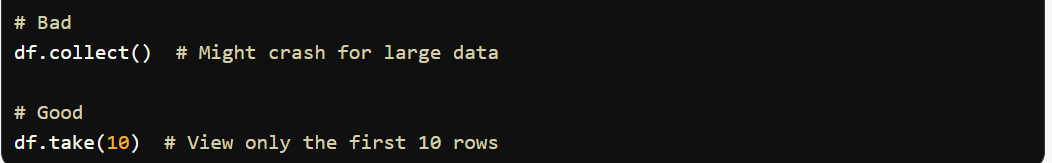 # Bad
df.collect()  # Might crash for large data
# Good
df.take(10)  # View only the first 10 rows